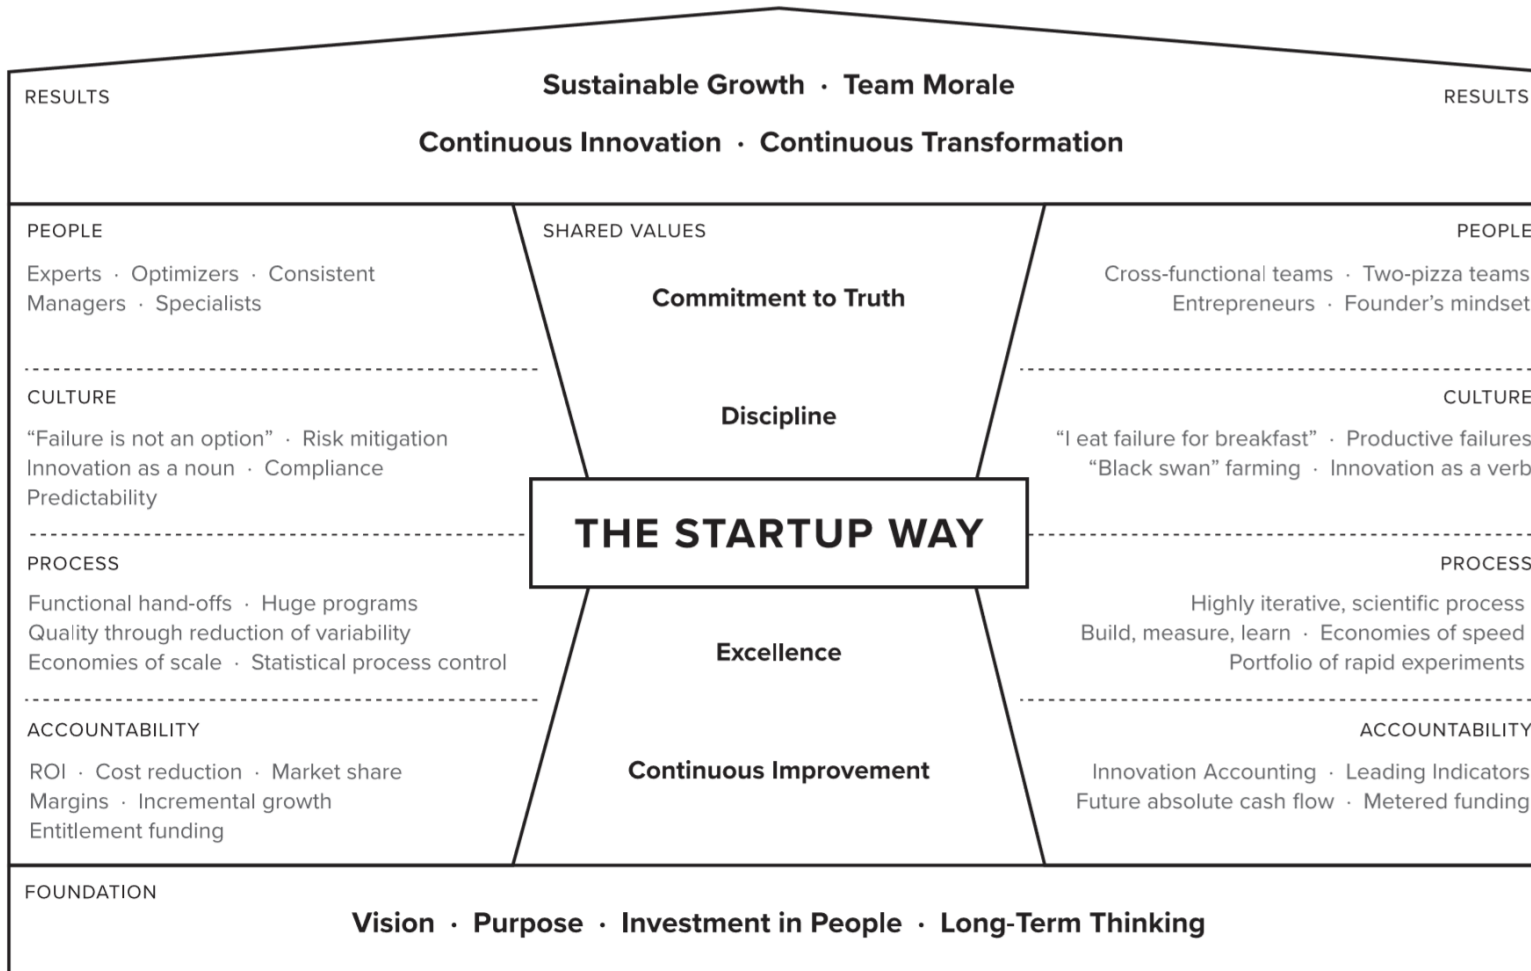 RESULTS
Sustainable Growth · Team Morale
RESULTS
Continuous Innovation · Continuous Transformation
PEOPLE
Experts · Optimizers · Consistent
Managers · Specialists
CULTURE
“Failure is not an option” · Risk mitigation
Innovation as a noun · Compliance
Predictability
PROCESS
Functional hand-offs · Huge programs
Quality through reduction of variability
Economies of scale · Statistical process control
ACCOUNTABILITY
ROI · Cost reduction · Market share
Margins · Incremental growth
Entitlement funding
SHARED VALUES
Commitment to Truth
Discipline
THE STARTUP WAY
Excellence
Continuous Improvement
PEOPLE
Cross-functional teams · Two-pizza teams
Entrepreneurs · Founder’s mindset
CULTURE
“I eat failure for breakfast” · Productive failures
“Black swan” farming · Innovation as a verb
PROCESS
Highly iterative, scientific process
Build, measure, learn · Economies of speed
Portfolio of rapid experiments
ACCOUNTABILITY
Innovation Accounting · Leading Indicators
Future absolute cash flow · Metered funding
FOUNDATION
Vision · Purpose · Investment in People · Long-Term Thinking